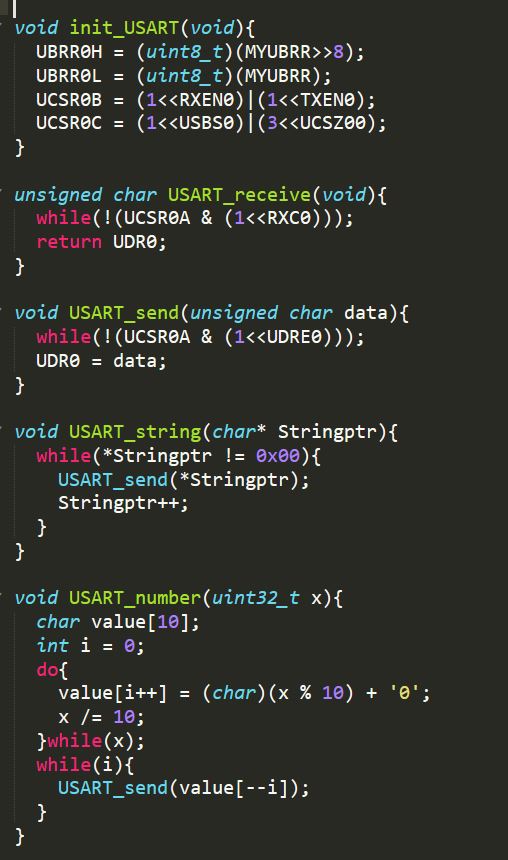 void init_USART(void){
UBRR0H = (uint8_t)(MYUBRR>>8);
UBRR0L = (uint8_t)(MYUBRR);
UCSR0B = (1<<RXEN0)|(1<<TXEN0);
UCSR0C = (1<<USBS0)|(3<<UCSZ00);
}
unsigned char USART_receive(void){
while(!(UCSR0A & (1<<RXC0)));
return UDR0;
}
void USART_send(unsigned char data){
while(!(UCSR0A & (1<<UDRE0)));
UDR0 = data;
}
void USART_string(char* Stringptr){
while(*Stringptr != 0x00){
USART_send(*Stringptr);
Stringptr++;
}
}
void USART_number(uint32_t x){
char value[10];
int i = 0;
do{
value[i++] = (char)(x % 10) + '0';
x /= 10;
}while(x);
while(i){
USART_send(value[--i]);
}
}